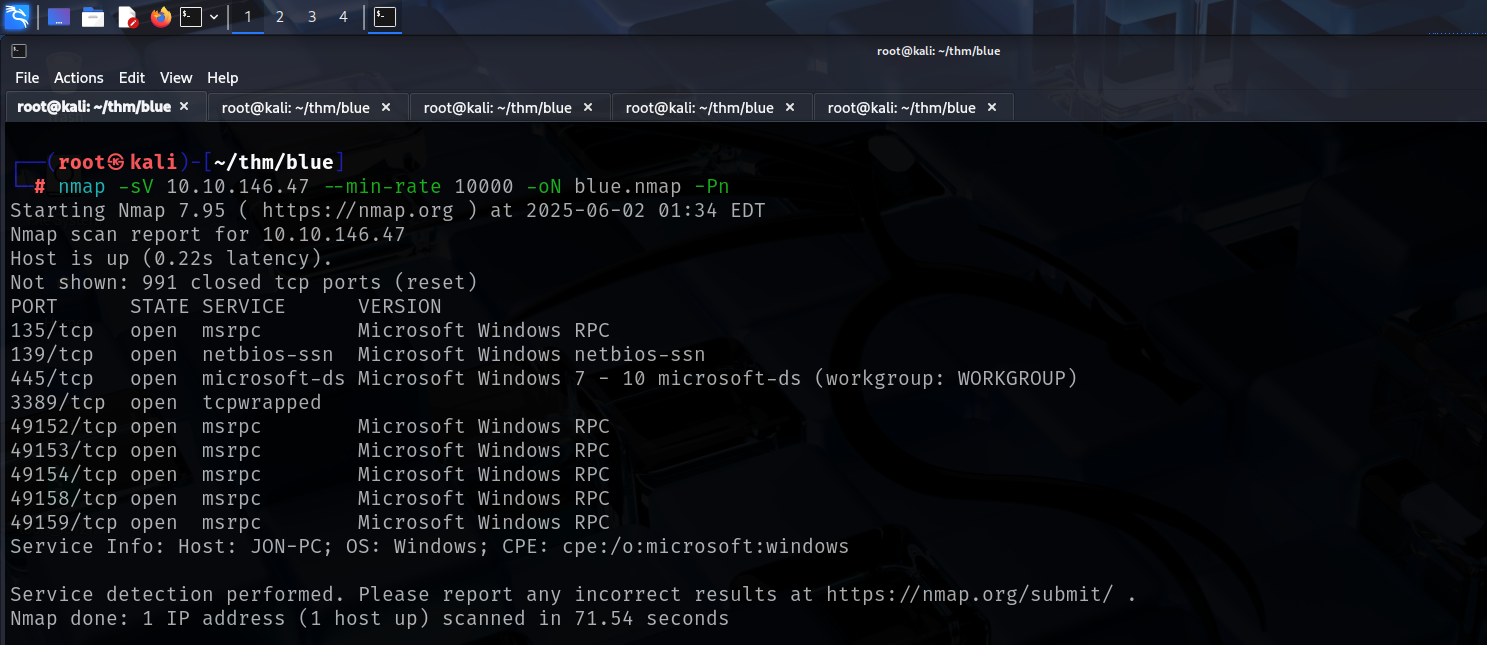 1 2 3 4
root@kali: ~/thm/blue
File Actions Edit View Help
root@kali: ~/thm/blue × root@kali: ~/thm/blue × root@kali: ~/thm/blue × root@kali: ~/thm/blue × root@kali: ~/thm/blue ×
┌──(root㉿kali)-[~/thm/blue]
└─# nmap -sV 10.10.146.47 --min-rate 10000 -oN blue.nmap -Pn
Starting Nmap 7.95 ( https://nmap.org ) at 2025-06-02 01:34 EDT
Nmap scan report for 10.10.146.47
Host is up (0.22s latency).
Not shown: 991 closed tcp ports (reset)
PORT      STATE SERVICE      VERSION
135/tcp   open  msrpc        Microsoft Windows RPC
139/tcp   open  netbios-ssn  Microsoft Windows netbios-ssn
445/tcp   open  microsoft-ds Microsoft Windows 7 - 10 microsoft-ds (workgroup: WORKGROUP)
3389/tcp  open  tcpwrapped
49152/tcp open  msrpc        Microsoft Windows RPC
49153/tcp open  msrpc        Microsoft Windows RPC
49154/tcp open  msrpc        Microsoft Windows RPC
49158/tcp open  msrpc        Microsoft Windows RPC
49159/tcp open  msrpc        Microsoft Windows RPC
Service Info: Host: JON-PC; OS: Windows; CPE: cpe:/o:microsoft:windows
Service detection performed. Please report any incorrect results at https://nmap.org/submit/ .
Nmap done: 1 IP address (1 host up) scanned in 71.54 seconds